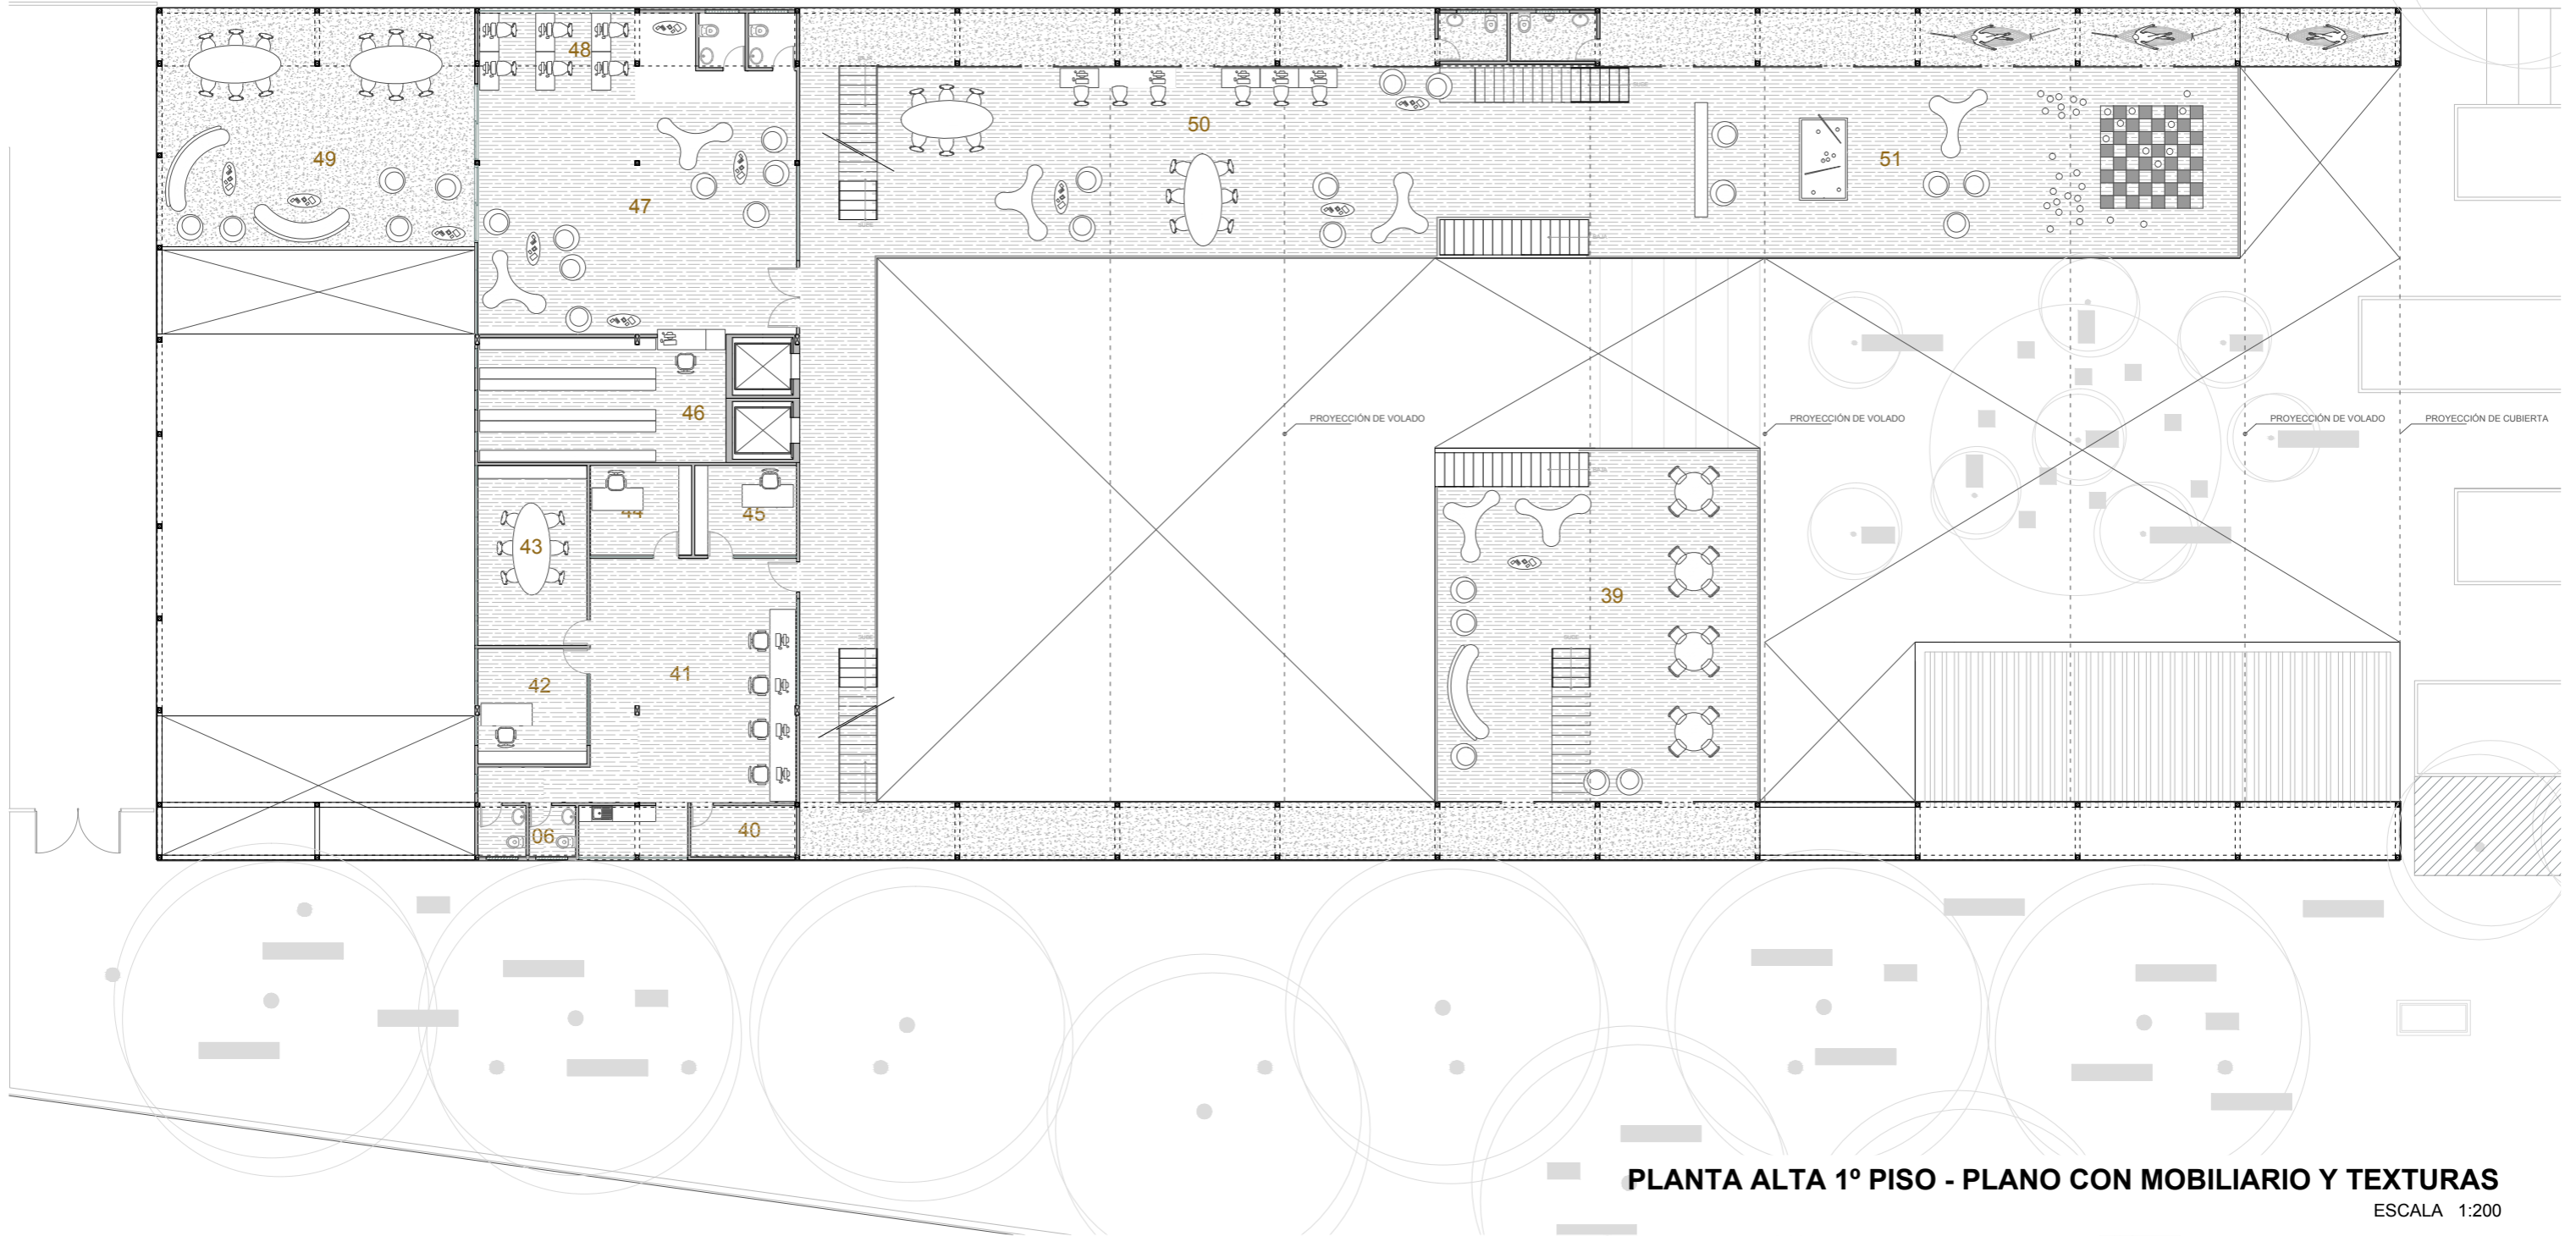 48
49
50
51
47
46
PROYECCIÓN DE VOLADO
PROYECCIÓN DE VOLADO
PROYECCIÓN DE VOLADO
PROYECCIÓN DE CUBIERTA
44
45
43
39
41
42
06
40
PLANTA ALTA 1º PISO - PLANO CON MOBILIARIO Y TEXTURAS
ESCALA 1:200